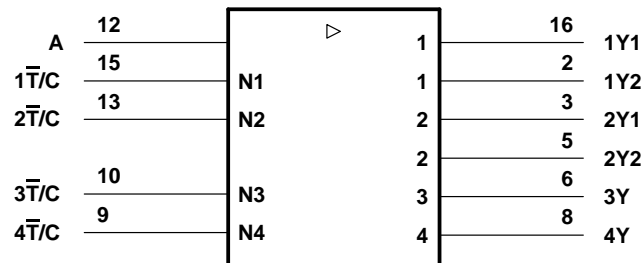 A 12 ▷ 1 16 1Y1
1T̅/C 15 N1 1 2 1Y2
2T̅/C 13 N2 2 3 2Y1
2 5 2Y2
3T̅/C 10 N3 3 6 3Y
4T̅/C 9 N4 4 8 4Y